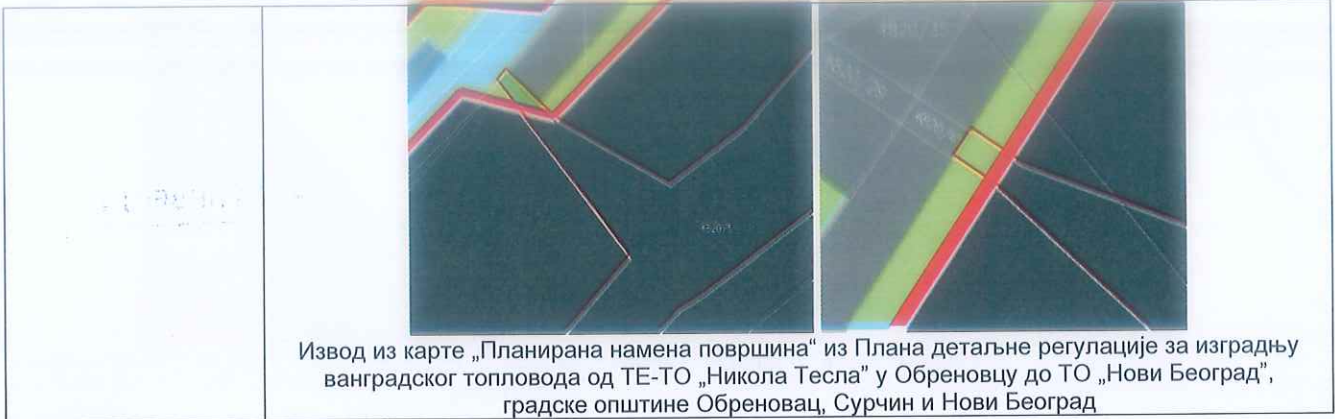 Извод из карте „Планирана намена површина“ из Плана детаљне регулације за изградњу
ванградског топловода од ТЕ-ТО „Никола Тесла” у Обреновцу до ТО „Нови Београд”,
градске општине Обреновац, Сурчин и Нови Београд